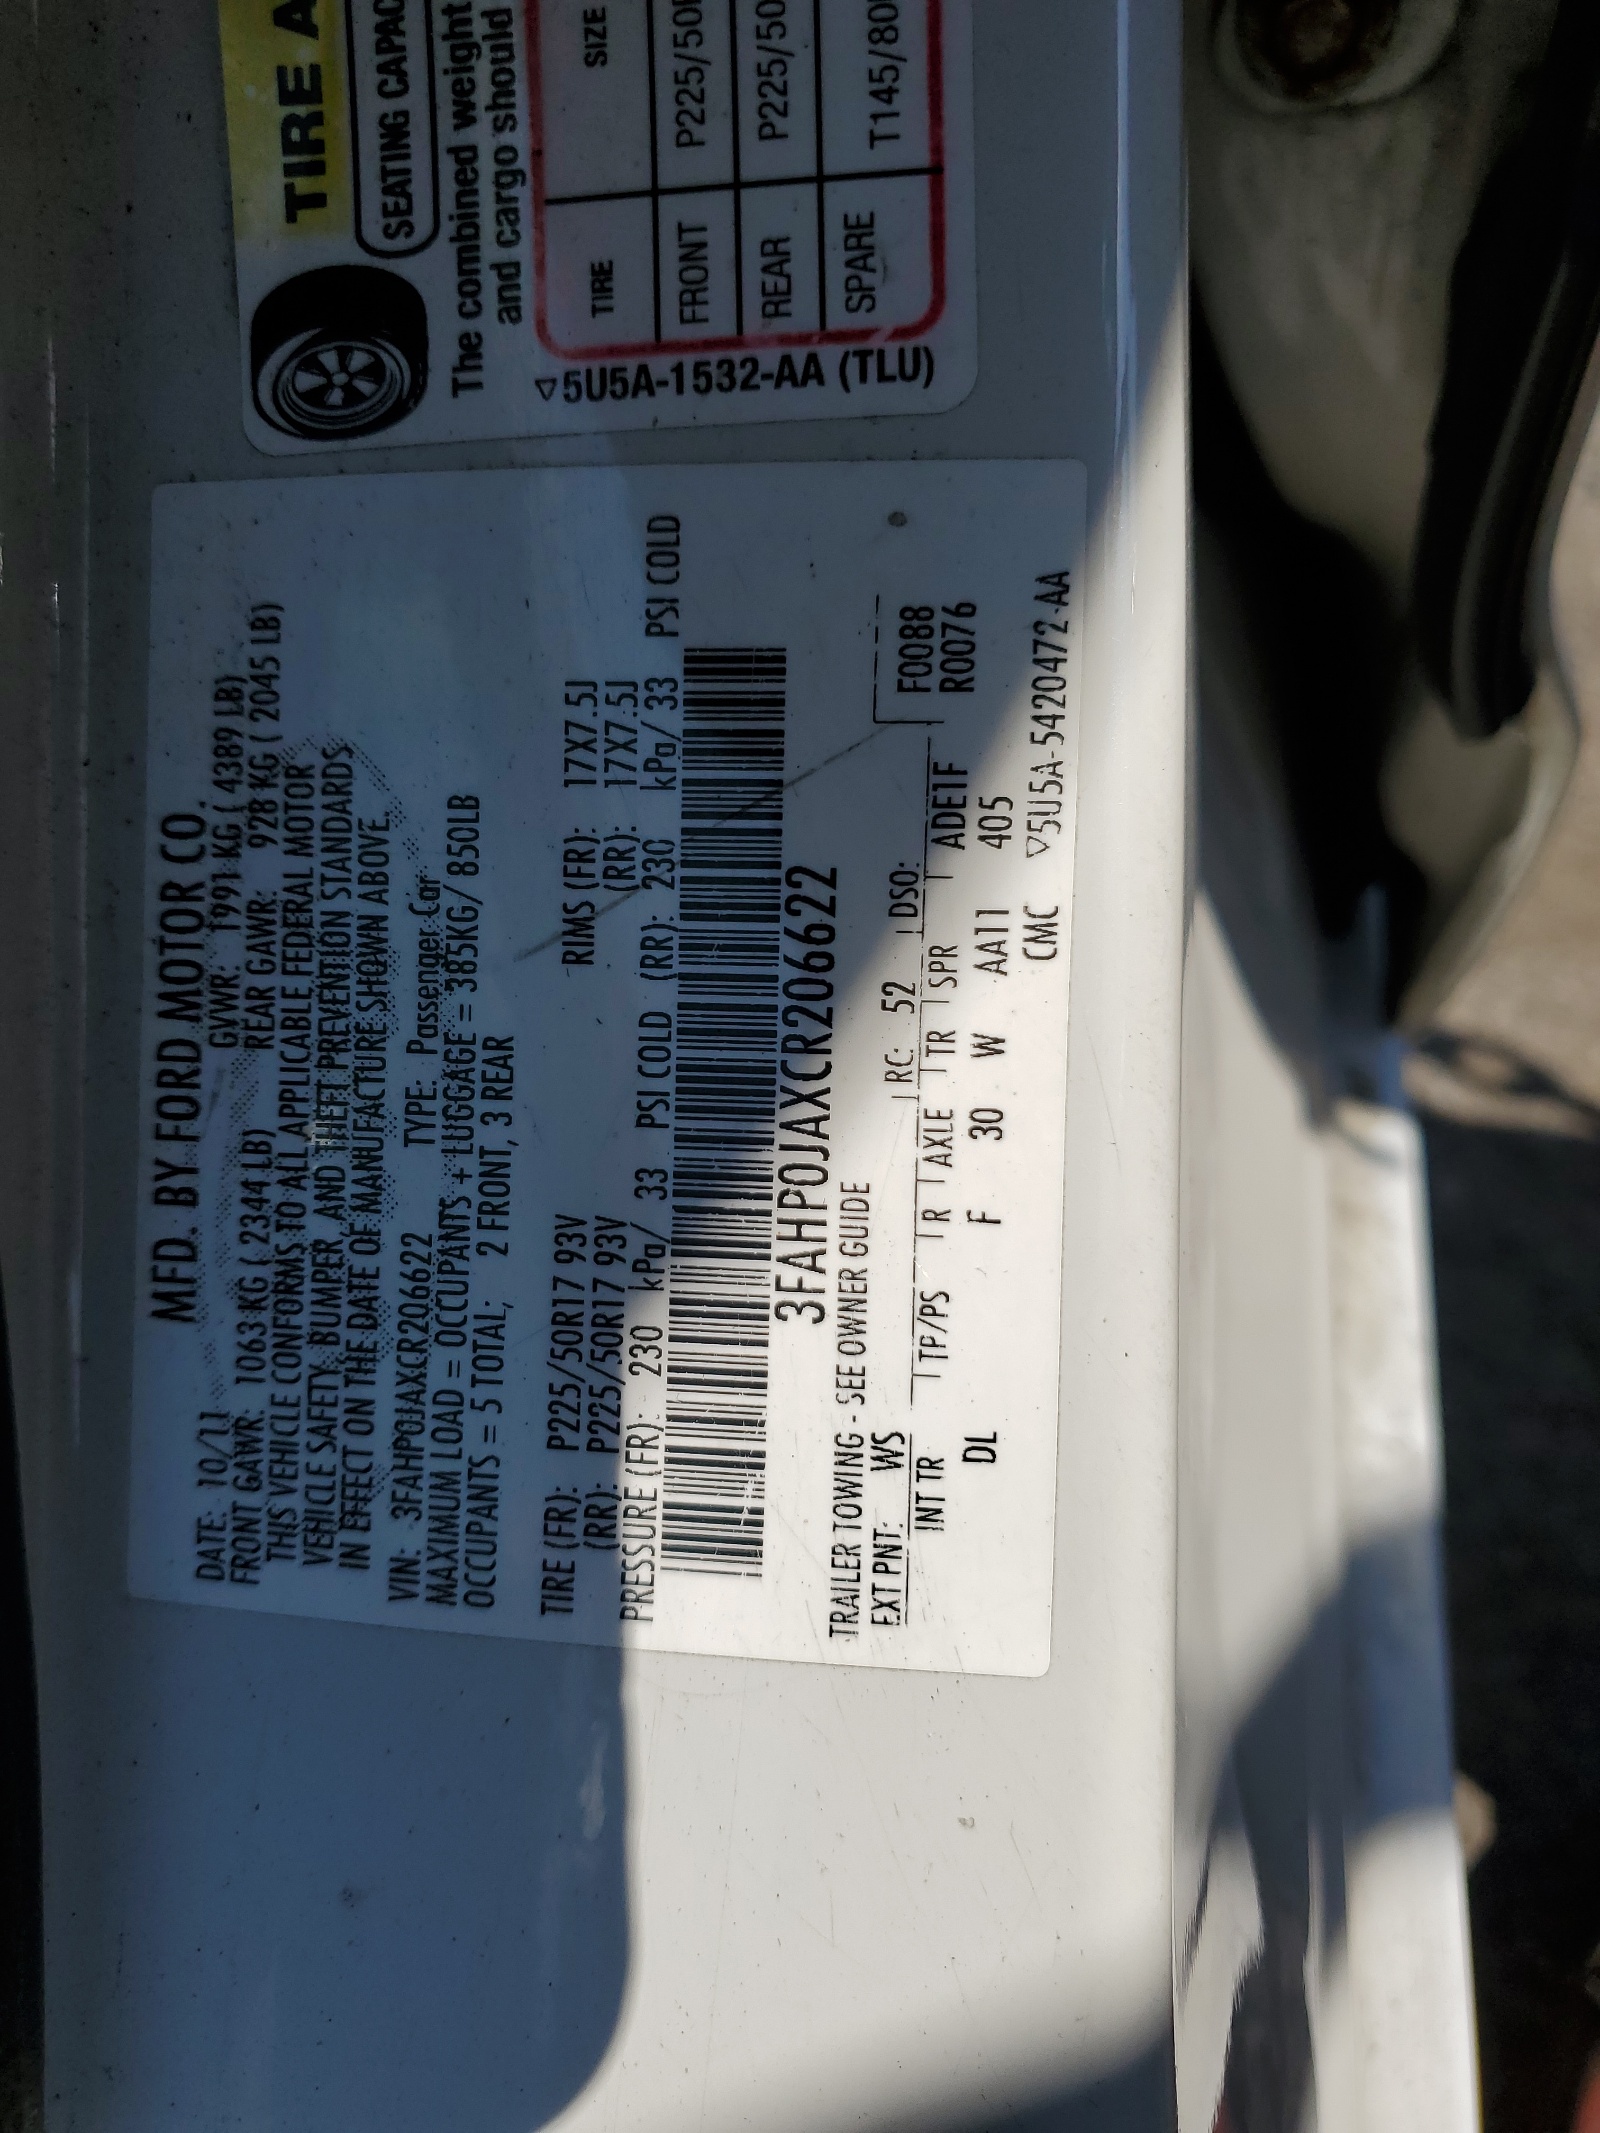 MFD. BY FORD MOTOR CO.
DATE: 10/11 GVWR: 1991 KG ( 4389 LB)
FRONT GAWR: 1063 KG ( 2344 LB) REAR GAWR: 928 KG ( 2045 LB)
THIS VEHICLE CONFORMS TO ALL APPLICABLE FEDERAL MOTOR
VEHICLE SAFETY, BUMPER, AND THEFT PREVENTION STANDARDS
IN EFFECT ON THE DATE OF MANUFACTURE SHOWN ABOVE.
VIN: 3FAHP0JAXCR206622 TYPE: Passenger Car
MAXIMUM LOAD = OCCUPANTS + LUGGAGE = 385KG/ 850LB
OCCUPANTS = 5 TOTAL; 2 FRONT, 3 REAR
TIRE (FR): P225/50R17 93V RIMS (FR): 17X7.5J
(RR): P225/50R17 93V (RR): 17X7.5J
PRESSURE (FR): 230 kPa/ 33 PSI COLD (RR): 230 kPa/ 33 PSI COLD
3FAHP0JAXCR206622
TRAILER TOWING - SEE OWNER GUIDE
EXT PNT: WS RC: 52 DSO: F0088
INT TR TP/PS R AXLE TR SPR ADE1F R0076
DL F 30 W AA11 405
CMC ▽5U5A-5420472-AA
TIRE A
SEATING CAPAC
The combined weight
and cargo should
TIRE SIZE
FRONT P225/50
REAR P225/50
SPARE T145/80
▽5U5A-1532-AA (TLU)